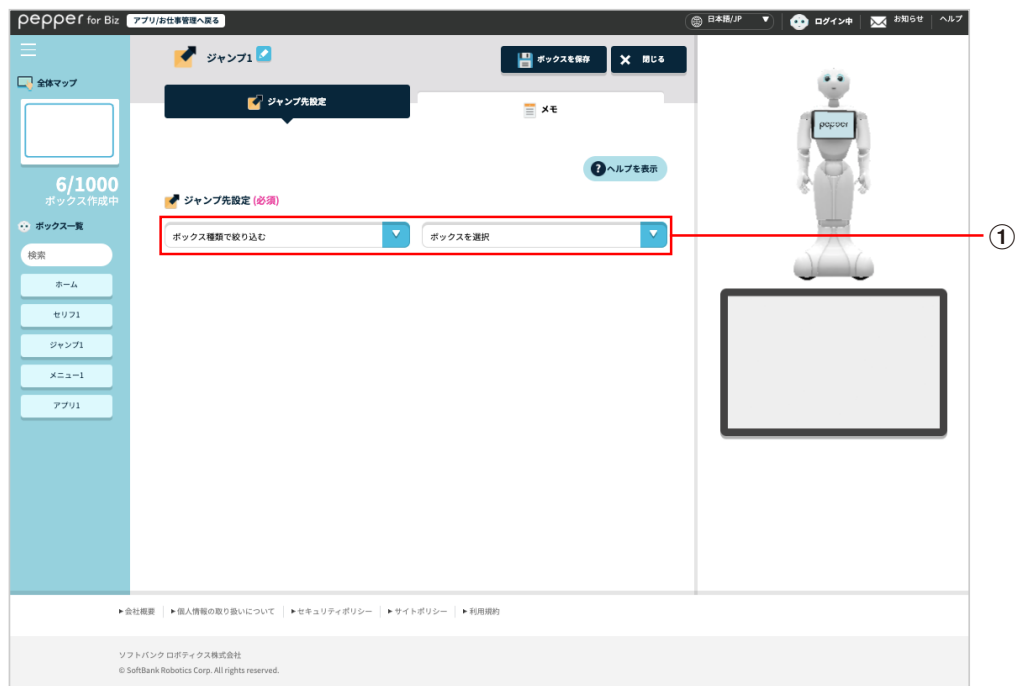 pepper for Biz アプリ/お仕事管理へ戻る 日本語/JP ▼ ログイン中 お知らせ ヘルプ
ジャンプ1 ボックスを保存 閉じる
全体マップ
ジャンプ先設定 メモ
pepper
ヘルプを表示
6/1000
ボックス作成中
ジャンプ先設定 (必須)
ボックス一覧
ボックス種類で絞り込む ▼ ボックスを選択 ▼ ①
検索
ホーム
セリフ1
ジャンプ1
メニュー1
アプリ1
▶会社概要 ▶個人情報の取り扱いについて ▶セキュリティポリシー ▶サイトポリシー ▶利用規約
ソフトバンク ロボティクス株式会社
© SoftBank Robotics Corp. All rights reserved.